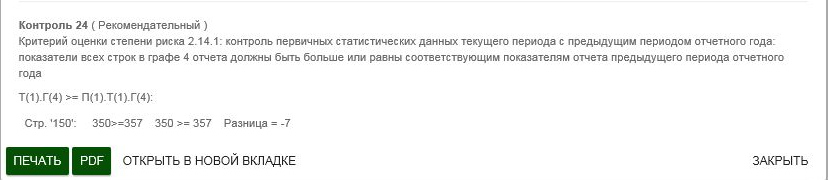 Контроль 24 ( Рекомендательный )
Критерий оценки степени риска 2.14.1: контроль первичных статистических данных текущего периода с предыдущим периодом отчетного года:
показатели всех строк в графе 4 отчета должны быть больше или равны соответствующим показателям отчета предыдущего периода отчетного
года
Т(1).Г(4) >= П(1).Т(1).Г(4):
Стр. '150': 350>=357 350 >= 357 Разница = -7
ПЕЧАТЬ PDF ОТКРЫТЬ В НОВОЙ ВКЛАДКЕ ЗАКРЫТЬ